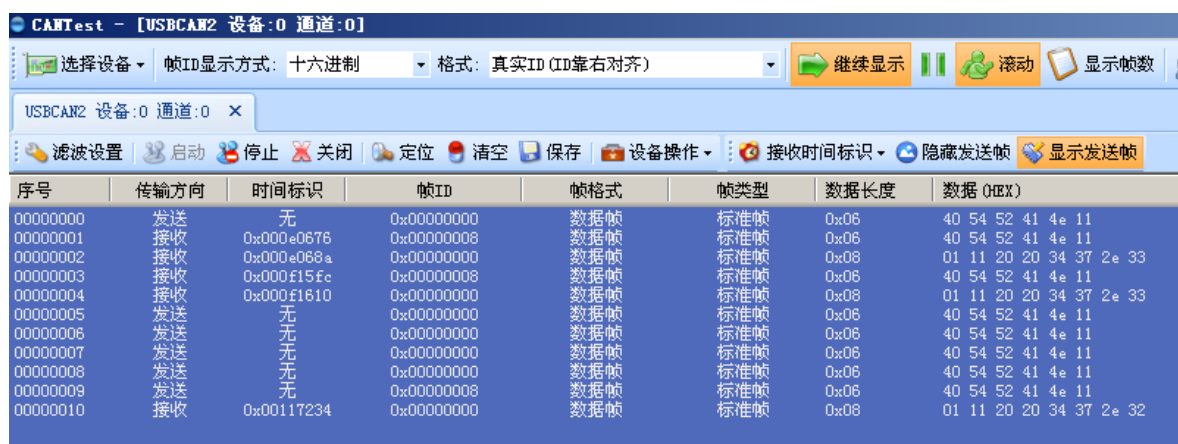 CANTest - [USBCAN2 设备:0 通道:0]
选择设备 帧ID显示方式: 十六进制 格式: 真实ID(ID靠右对齐) 继续显示 滚动 显示帧数
USBCAN2 设备:0 通道:0 ×
滤波设置 启动 停止 关闭 定位 清空 保存 设备操作 接收时间标识 隐藏发送帧 显示发送帧
序号 传输方向 时间标识 帧ID 帧格式 帧类型 数据长度 数据(HEX)
00000000 发送 无 0x00000000 数据帧 标准帧 0x06 40 54 52 41 4e 11
00000001 接收 0x000e0676 0x00000008 数据帧 标准帧 0x06 40 54 52 41 4e 11
00000002 接收 0x000e068a 0x00000000 数据帧 标准帧 0x08 01 11 20 20 34 37 2e 33
00000003 接收 0x000f15fc 0x00000008 数据帧 标准帧 0x06 40 54 52 41 4e 11
00000004 接收 0x000f1610 0x00000000 数据帧 标准帧 0x08 01 11 20 20 34 37 2e 33
00000005 发送 无 0x00000000 数据帧 标准帧 0x06 40 54 52 41 4e 11
00000006 发送 无 0x00000000 数据帧 标准帧 0x06 40 54 52 41 4e 11
00000007 发送 无 0x00000000 数据帧 标准帧 0x06 40 54 52 41 4e 11
00000008 发送 无 0x00000000 数据帧 标准帧 0x06 40 54 52 41 4e 11
00000009 发送 无 0x00000008 数据帧 标准帧 0x06 40 54 52 41 4e 11
00000010 接收 0x00117234 0x00000000 数据帧 标准帧 0x08 01 11 20 20 34 37 2e 32